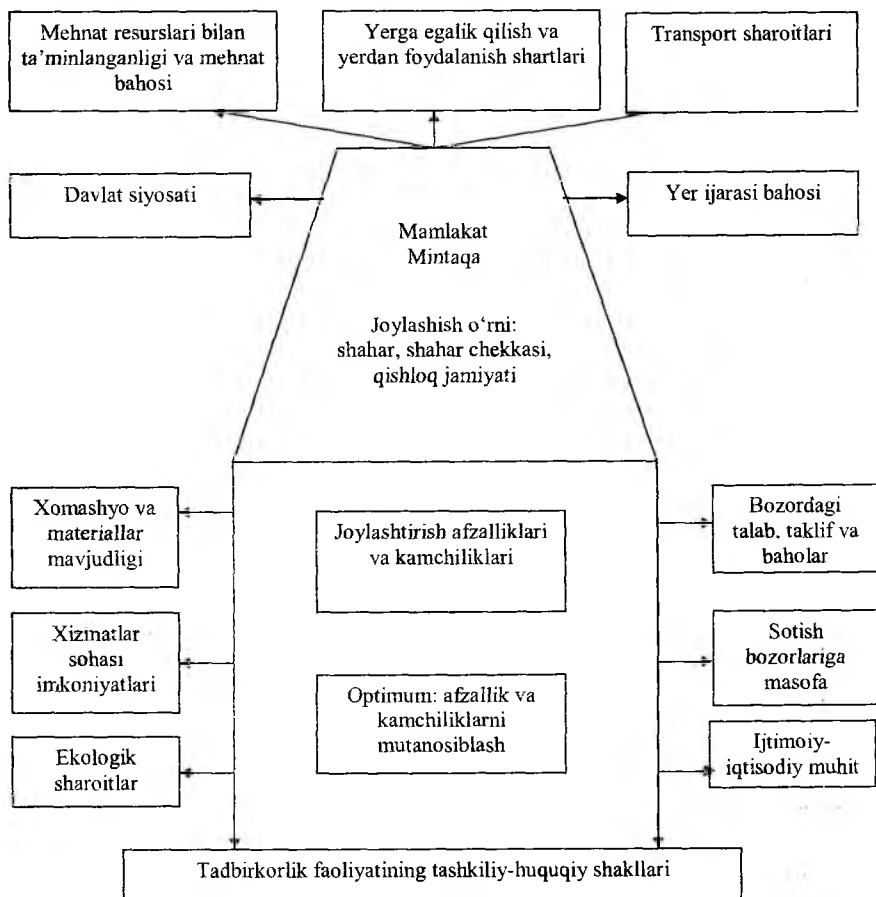 Mehnat resurslari bilan
ta'minlanganligi va mehnat
bahosi
Yerga egalik qilish va
yerdan foydalanish shartlari
Transport sharoitlari
Davlat siyosati
Yer ijarasi bahosi
Mamlakat
Mintaqa
Joylashish o‘rni:
shahar, shahar chekkasi,
qishloq jamiyati
Xomashyo va
materiallar
mavjudligi
Joylashtirish afzalliklari
va kamchiliklari
Bozordagi
talab, taklif va
baholar
Xizmatlar
sohasi
imkoniyatlari
Sotish
bozorlariga
masofa
Optimum: afzallik va
kamchiliklarni
mutanosiblash
Ekologik
sharoitlar
Ijtimoiy-
iqtisodiy muhit
Tadbirkorlik faoliyatining tashkiliy-huquqiy shakllari